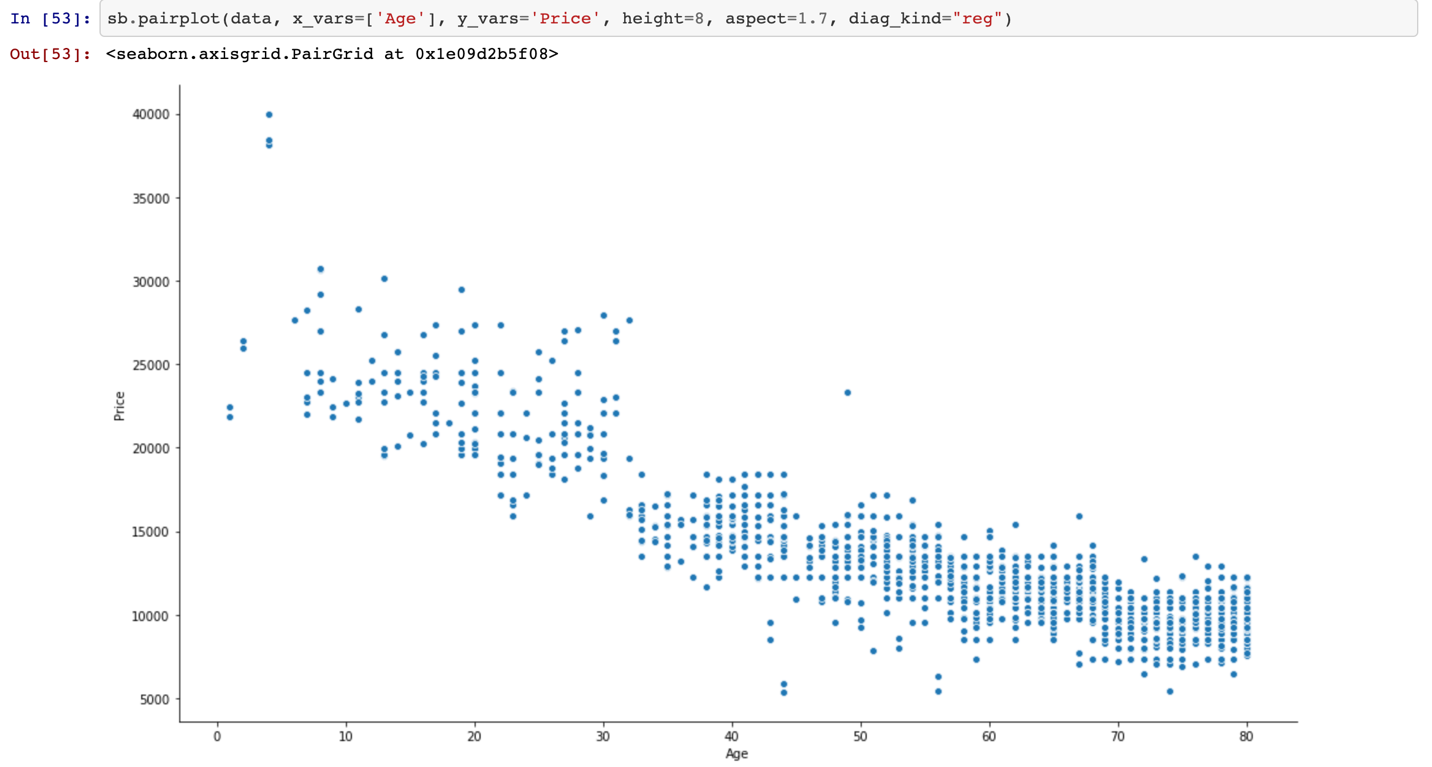 In [53]: sb.pairplot(data, x_vars=['Age'], y_vars='Price', height=8, aspect=1.7, diag_kind="reg")
Out[53]: <seaborn.axisgrid.PairGrid at 0x1e09d2b5f08>
40000
35000
30000
25000
Price
20000
15000
10000
5000
0 10 20 30 40 50 60 70 80
Age